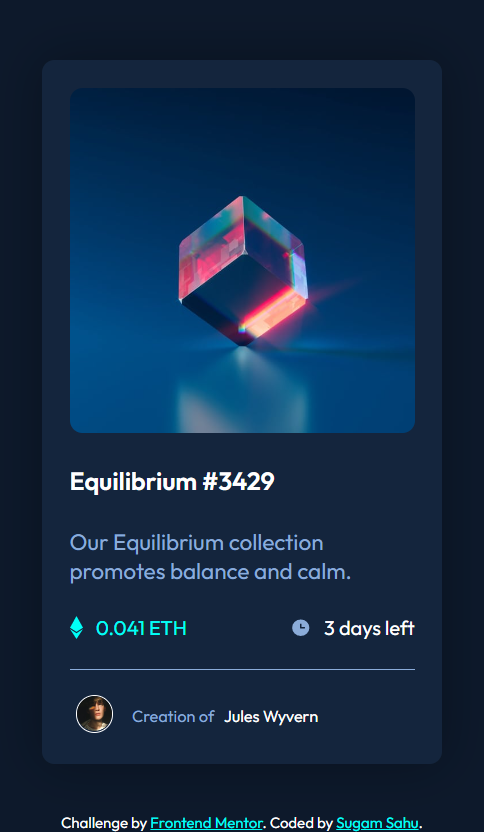 Equilibrium #3429
Our Equilibrium collection
promotes balance and calm.
0.041 ETH 3 days left
Creation of Jules Wyvern
Challenge by Frontend Mentor. Coded by Sugam Sahu.